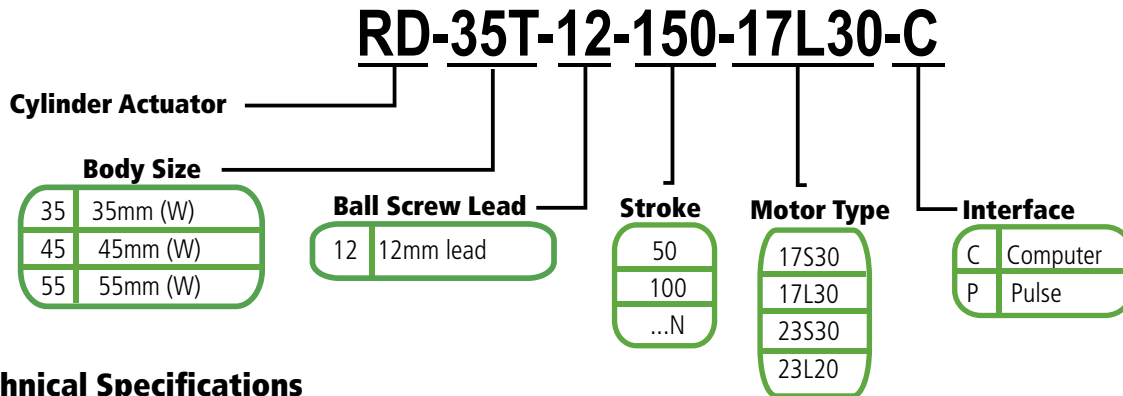 RD-35T-12-150-17L30-C
Cylinder Actuator
Body Size
35 35mm (W)
45 45mm (W)
55 55mm (W)
Ball Screw Lead
12 12mm lead
Stroke
50
100
...N
Motor Type
17S30
17L30
23S30
23L20
Interface
C Computer
P Pulse
hnical Specifications